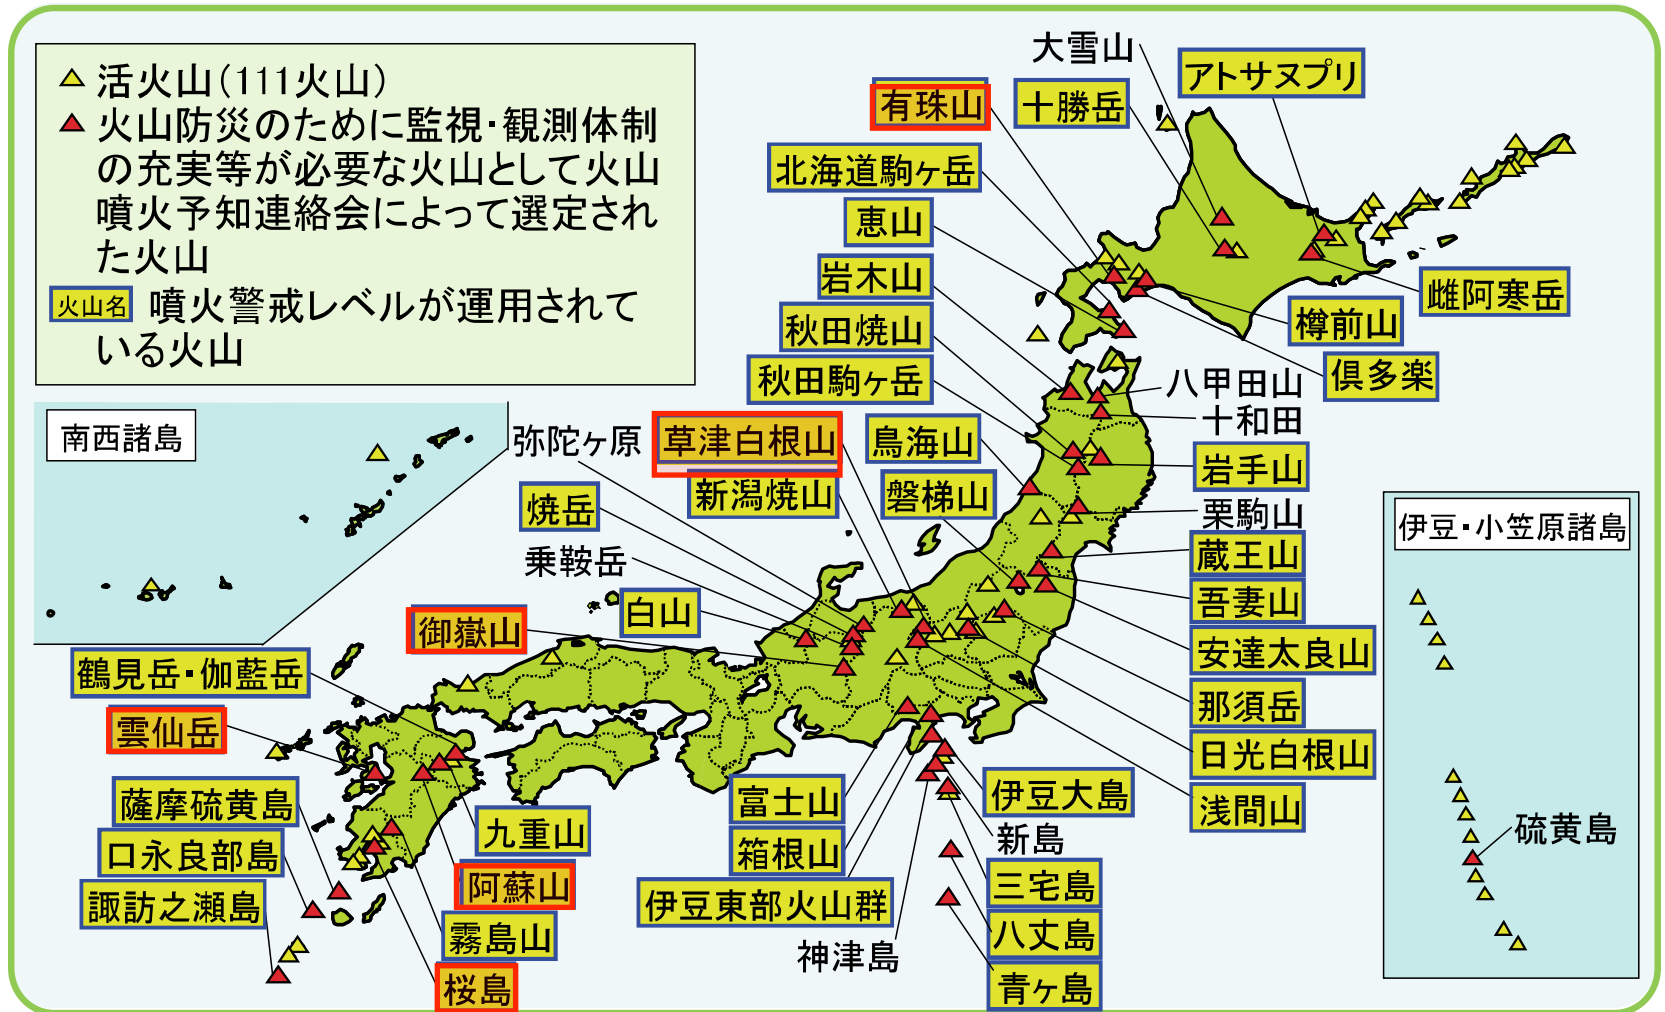 活火山（111火山）
火山防災のために監視・観測体制
の充実等が必要な火山として火山
噴火予知連絡会によって選定され
た火山
火山名 噴火警戒レベルが運用されて
いる火山
大雪山
アトサヌプリ
有珠山
十勝岳
北海道駒ヶ岳
恵山
岩木山
雌阿寒岳
樽前山
秋田焼山
倶多楽
秋田駒ヶ岳
八甲田山
十和田
南西諸島
弥陀ヶ原
草津白根山
鳥海山
岩手山
新潟焼山
磐梯山
焼岳
栗駒山
伊豆・小笠原諸島
乗鞍岳
蔵王山
白山
吾妻山
御嶽山
安達太良山
鶴見岳・伽藍岳
那須岳
雲仙岳
日光白根山
薩摩硫黄島
富士山
伊豆大島
浅間山
九重山
新島
硫黄島
口永良部島
箱根山
阿蘇山
三宅島
諏訪之瀬島
伊豆東部火山群
霧島山
八丈島
神津島
桜島
青ヶ島